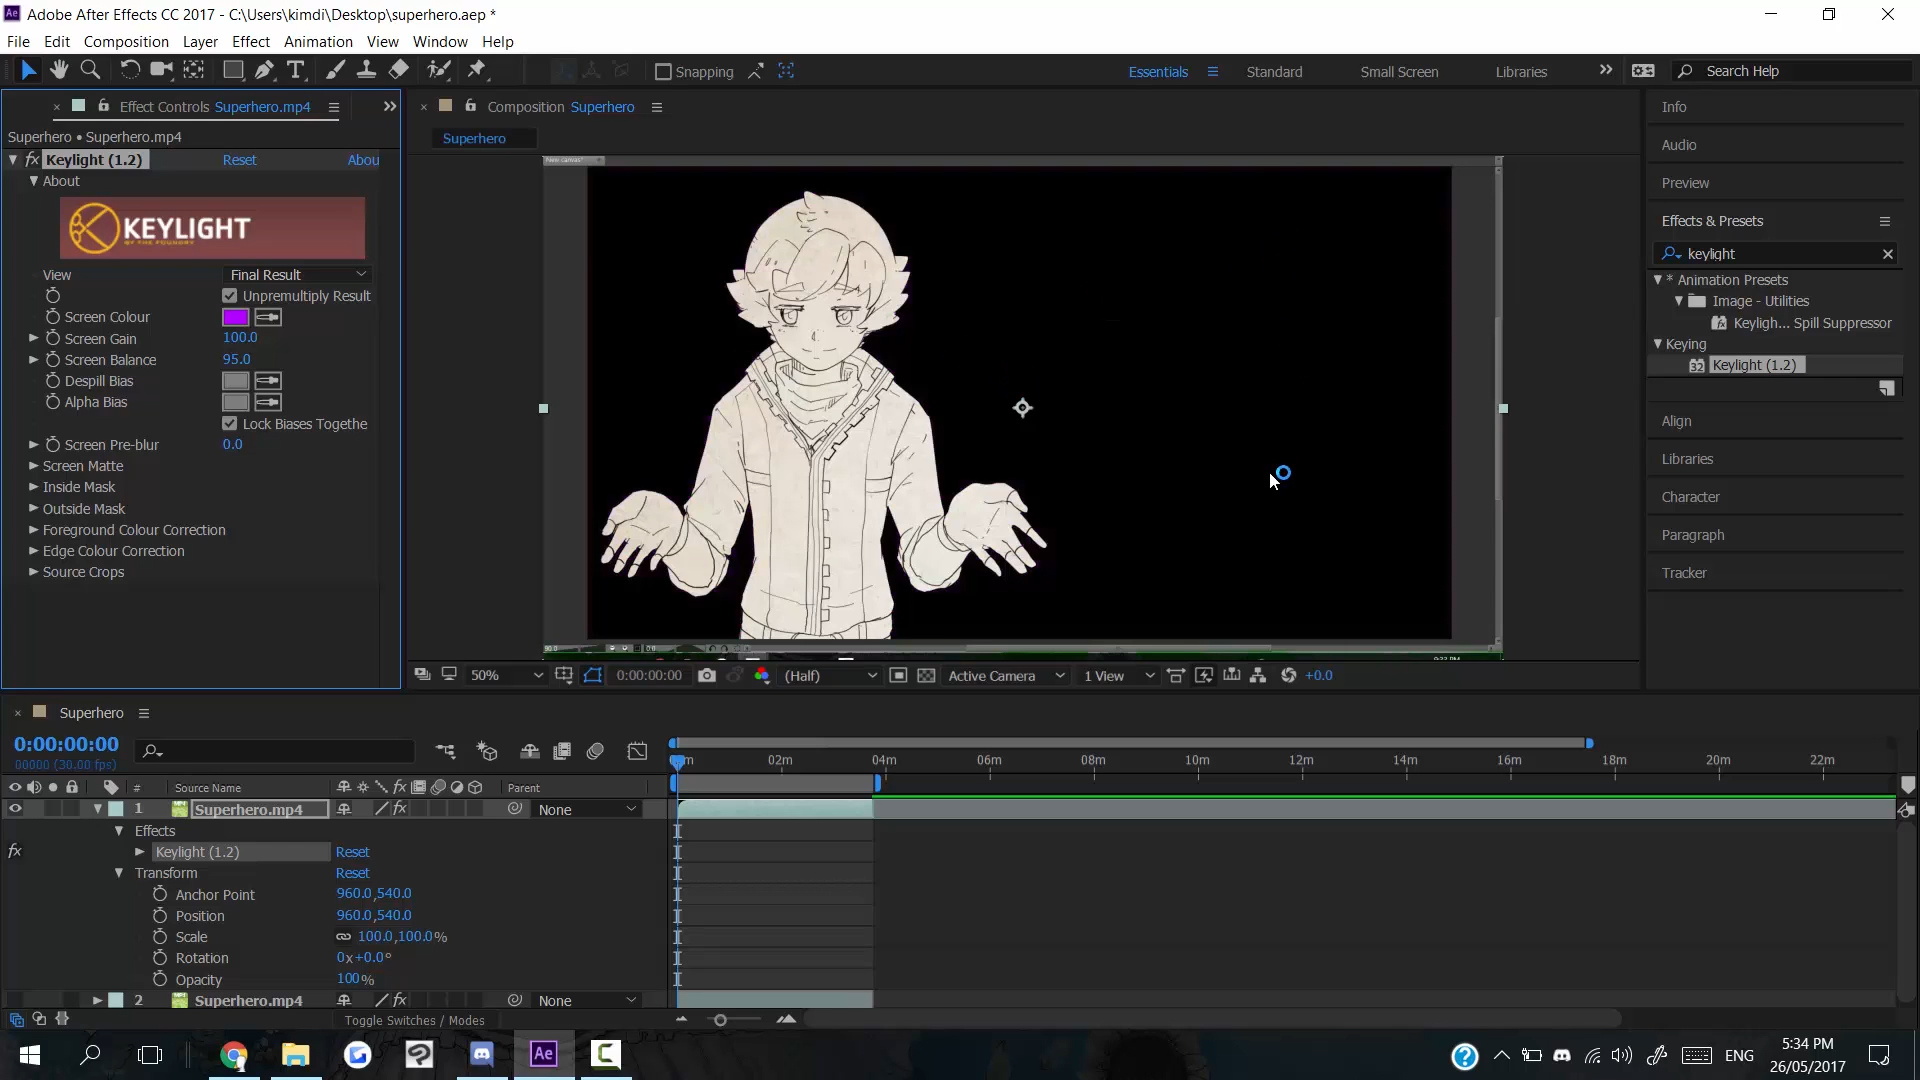 Adobe After Effects CC 2017 - C:\Users\kimdi\Desktop\superhero.aep *
File Edit Composition Layer Effect Animation View Window Help
Snapping
Essentials Standard Small Screen Libraries Search Help
Effect Controls Superhero.mp4
Composition Superhero
Superhero • Superhero.mp4
Superhero
Keylight (1.2) Reset Abou
About
KEYLIGHT
BY THE FOUNDRY
View Final Result
Unpremultiply Result
Screen Colour
Screen Gain 100.0
Screen Balance 95.0
Despill Bias
Alpha Bias
Lock Biases Togethe
Screen Pre-blur 0.0
Screen Matte
Inside Mask
Outside Mask
Foreground Colour Correction
Edge Colour Correction
Source Crops
New canvas*
50% 0:00:00:00 (Half) Active Camera 1 View +0.0
Info
Audio
Preview
Effects & Presets
keylight
* Animation Presets
Image - Utilities
Keyligh... Spill Suppressor
Keying
32 Keylight (1.2)
Align
Libraries
Character
Paragraph
Tracker
Superhero
0:00:00:00
00000 (30.00 fps)
02m 04m 06m 08m 10m 12m 14m 16m 18m 20m 22m
# Source Name Parent
1 Superhero.mp4 None
Effects
fx Keylight (1.2) Reset
Transform Reset
Anchor Point 960.0,540.0
Position 960.0,540.0
Scale 100.0,100.0%
Rotation 0x+0.0°
Opacity 100%
2 Superhero.mp4 None
Toggle Switches / Modes
Ae
C
ENG
5:34 PM
26/05/2017